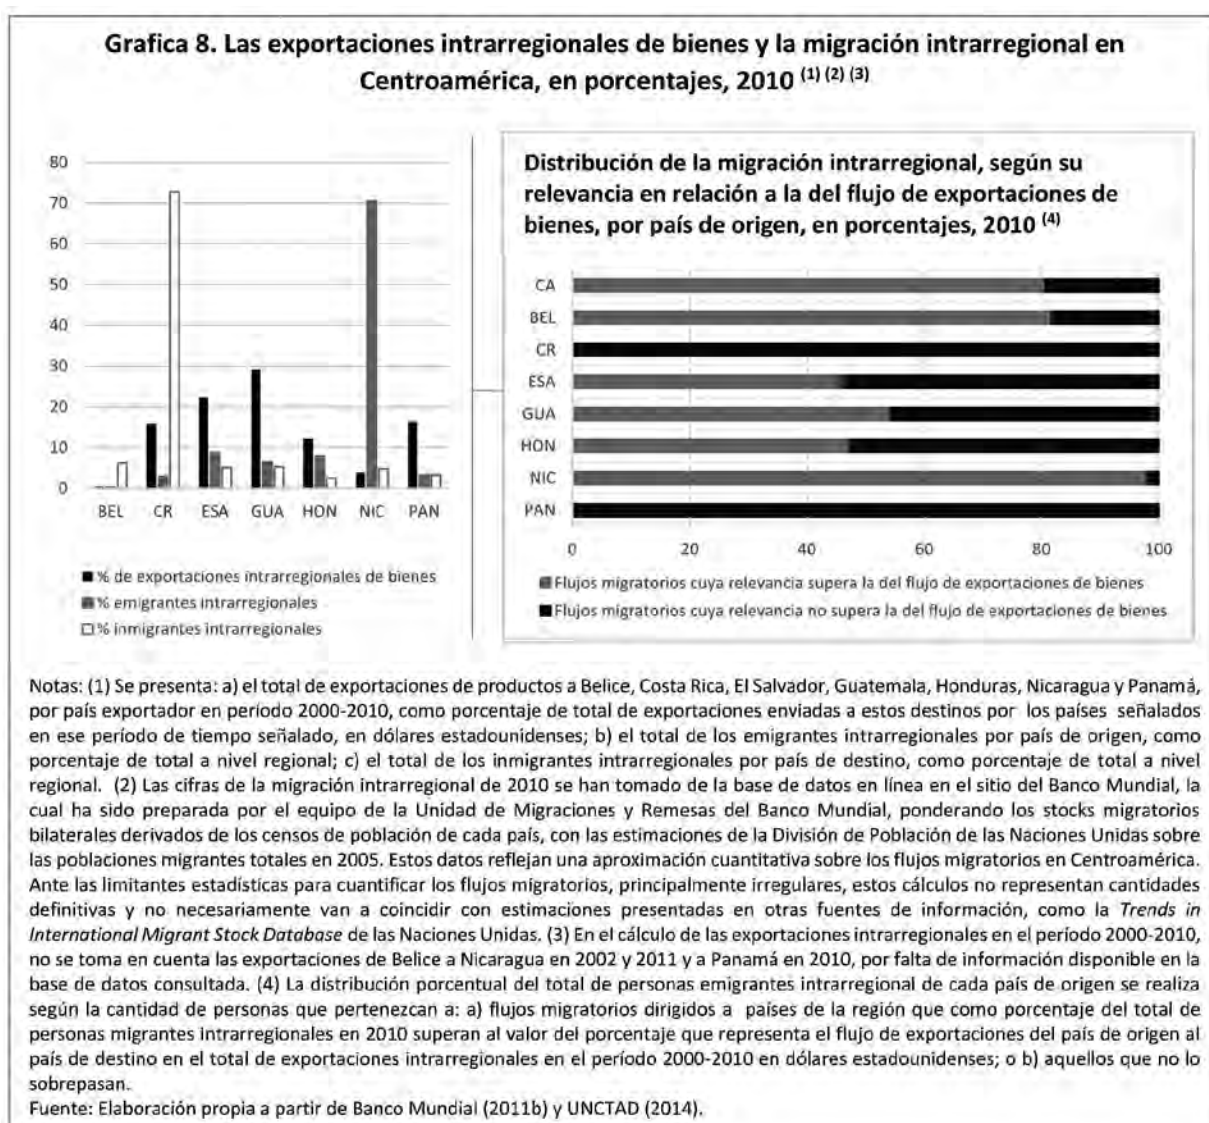 Grafica 8. Las exportaciones intrarregionales de bienes y la migración intrarregional en
Centroamérica, en porcentajes, 2010 (1) (2) (3)
80
70
60
50
40
30
20
10
0
BEL CR ESA GUA HON NIC PAN
% de exportaciones intrarregionales de bienes
% emigrantes intrarregionales
% inmigrantes intrarregionales
Distribución de la migración intrarregional, según su
relevancia en relación a la del flujo de exportaciones de
bienes, por país de origen, en porcentajes, 2010 (4)
CA
BEL
CR
ESA
GUA
HON
NIC
PAN
0 20 40 60 80 100
Flujos migratorios cuya relevancia supera la del flujo de exportaciones de bienes
Flujos migratorios cuya relevancia no supera la del flujo de exportaciones de bienes
Notas: (1) Se presenta: a) el total de exportaciones de productos a Belice, Costa Rica, El Salvador, Guatemala, Honduras, Nicaragua y Panamá,
por país exportador en período 2000-2010, como porcentaje de total de exportaciones enviadas a estos destinos por los países señalados
en ese período de tiempo señalado, en dólares estadounidenses; b) el total de los emigrantes intrarregionales por país de origen, como
porcentaje de total a nivel regional; c) el total de los inmigrantes intrarregionales por país de destino, como porcentaje de total a nivel
regional. (2) Las cifras de la migración intrarregional de 2010 se han tomado de la base de datos en línea en el sitio del Banco Mundial, la
cual ha sido preparada por el equipo de la Unidad de Migraciones y Remesas del Banco Mundial, ponderando los stocks migratorios
bilaterales derivados de los censos de población de cada país, con las estimaciones de la División de Población de las Naciones Unidas sobre
las poblaciones migrantes totales en 2005. Estos datos reflejan una aproximación cuantitativa sobre los flujos migratorios en Centroamérica.
Ante las limitantes estadísticas para cuantificar los flujos migratorios, principalmente irregulares, estos cálculos no representan cantidades
definitivas y no necesariamente van a coincidir con estimaciones presentadas en otras fuentes de información, como la Trends in
International Migrant Stock Database de las Naciones Unidas. (3) En el cálculo de las exportaciones intrarregionales en el período 2000-2010,
no se toma en cuenta las exportaciones de Belice a Nicaragua en 2002 y 2011 y a Panamá en 2010, por falta de información disponible en la
base de datos consultada. (4) La distribución porcentual del total de personas emigrantes intrarregional de cada país de origen se realiza
según la cantidad de personas que pertenezcan a: a) flujos migratorios dirigidos a países de la región que como porcentaje del total de
personas migrantes intrarregionales en 2010 superan al valor del porcentaje que representa el flujo de exportaciones del país de origen al
país de destino en el total de exportaciones intrarregionales en el período 2000-2010 en dólares estadounidenses; o b) aquellos que no lo
sobrepasan.
Fuente: Elaboración propia a partir de Banco Mundial (2011b) y UNCTAD (2014).